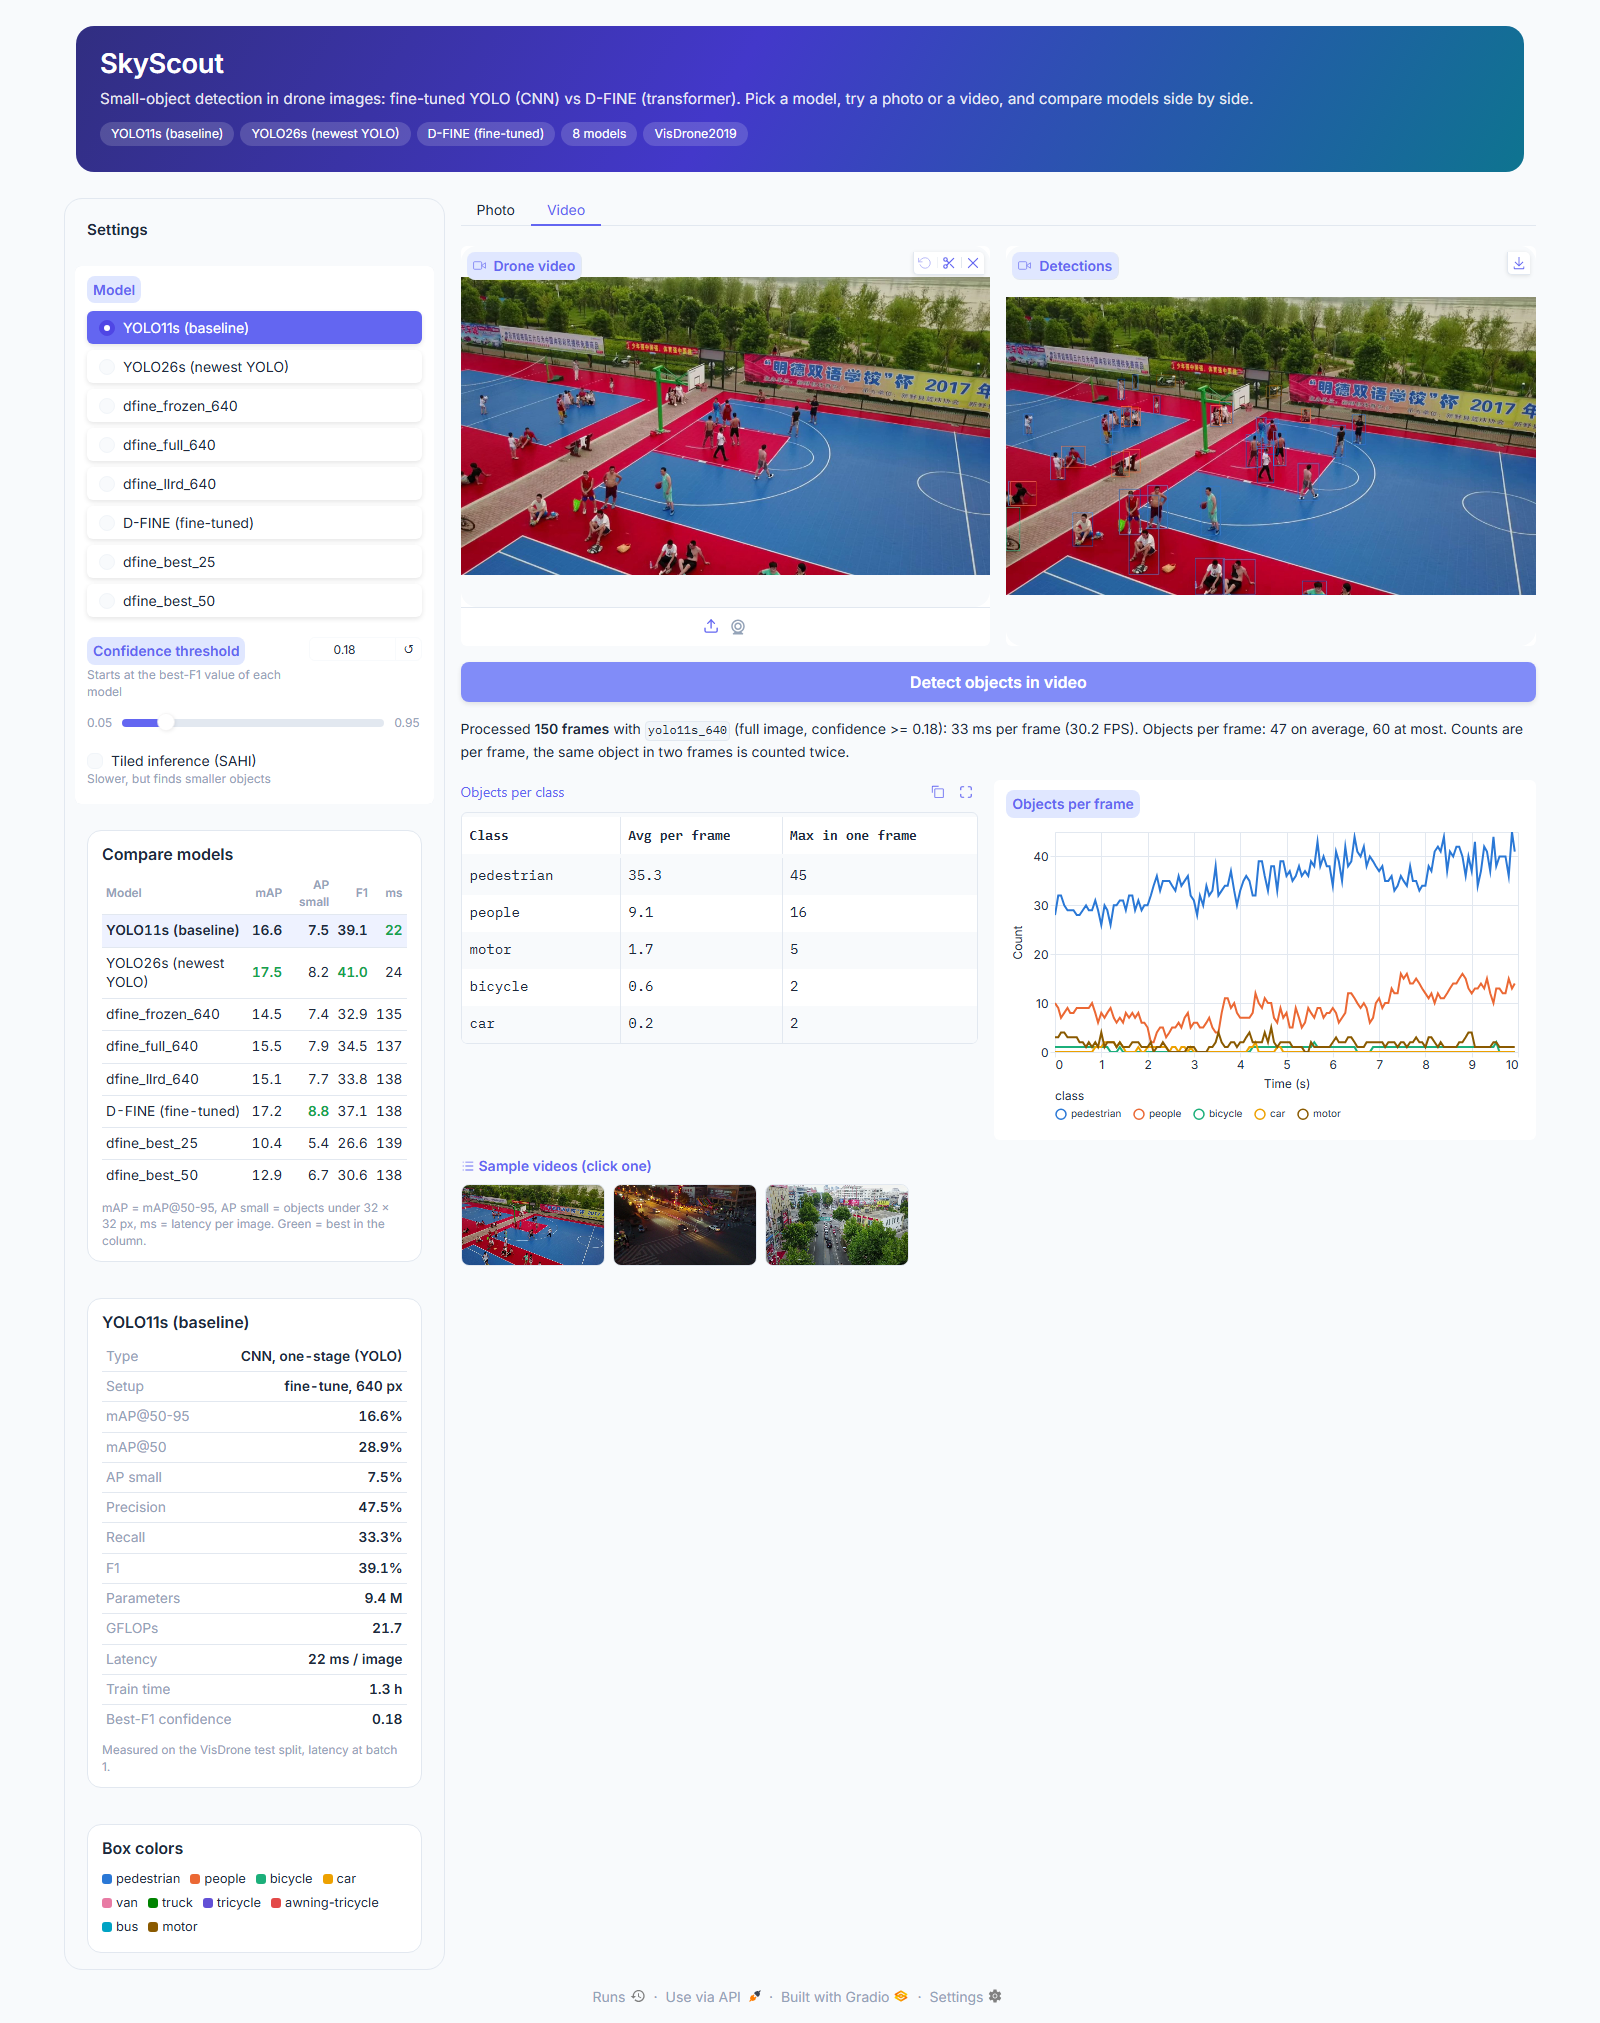 SkyScout
Small-object detection in drone images: fine-tuned YOLO (CNN) vs D-FINE (transformer). Pick a model, try a photo or a video, and compare models side by side.
YOLO11s (baseline) YOLO26s (newest YOLO) D-FINE (fine-tuned) 8 models VisDrone2019
Settings
Model
YOLO11s (baseline)
YOLO26s (newest YOLO)
dfine_frozen_640
dfine_full_640
dfine_llrd_640
D-FINE (fine-tuned)
dfine_best_25
dfine_best_50
Confidence threshold 0.18
Starts at the best-F1 value of each
model
0.05 0.95
Tiled inference (SAHI)
Slower, but finds smaller objects
Compare models
Model mAP AP small F1 ms
YOLO11s (baseline) 16.6 7.5 39.1 22
YOLO26s (newest YOLO) 17.5 8.2 41.0 24
dfine_frozen_640 14.5 7.4 32.9 135
dfine_full_640 15.5 7.9 34.5 137
dfine_llrd_640 15.1 7.7 33.8 138
D-FINE (fine-tuned) 17.2 8.8 37.1 138
dfine_best_25 10.4 5.4 26.6 139
dfine_best_50 12.9 6.7 30.6 138
mAP = mAP@50-95, AP small = objects under 32 ×
32 px, ms = latency per image. Green = best in the
column.
YOLO11s (baseline)
Type CNN, one-stage (YOLO)
Setup fine-tune, 640 px
mAP@50-95 16.6%
mAP@50 28.9%
AP small 7.5%
Precision 47.5%
Recall 33.3%
F1 39.1%
Parameters 9.4 M
GFLOPs 21.7
Latency 22 ms / image
Train time 1.3 h
Best-F1 confidence 0.18
Measured on the VisDrone test split, latency at batch
1.
Box colors
pedestrian people bicycle car
van truck tricycle awning-tricycle
bus motor
Photo Video
Drone video
"明德双语学校"杯 2017 年
Detections
"明德双语学校"杯 2017 年
Detect objects in video
Processed 150 frames with yolo11s_640 (full image, confidence >= 0.18): 33 ms per frame (30.2 FPS). Objects per frame: 47 on average, 60 at most. Counts are
per frame, the same object in two frames is counted twice.
Objects per class
Class Avg per frame Max in one frame
pedestrian 35.3 45
people 9.1 16
motor 1.7 5
bicycle 0.6 2
car 0.2 2
Objects per frame
Count
40
30
20
10
0
0 1 2 3 4 5 6 7 8 9 10
Time (s)
class
pedestrian people bicycle car motor
Sample videos (click one)
Runs · Use via API · Built with Gradio · Settings